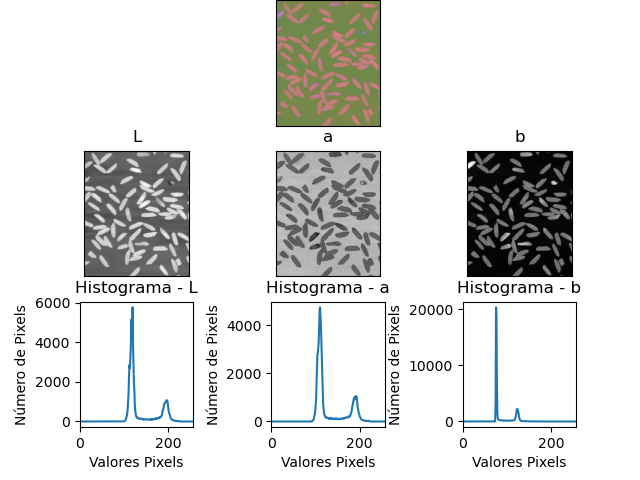 L
a
b
Histograma - L
Histograma - a
Histograma - b
Número de Pixels
6000
4000
2000
0
0
200
Valores Pixels
Número de Pixels
4000
2000
0
0
200
Valores Pixels
Número de Pixels
20000
10000
0
0
200
Valores Pixels